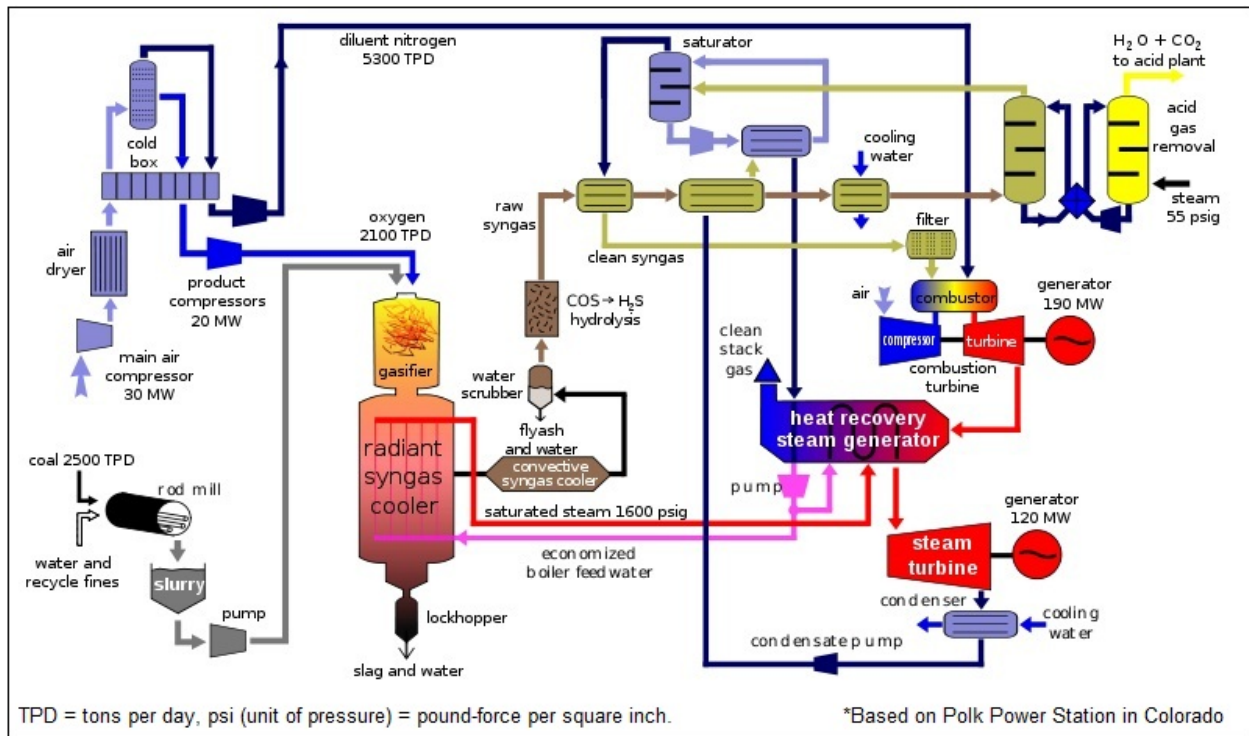 diluent nitrogen
5300 TPD
saturator
H₂O + CO₂
to acid plant
cold
box
cooling
water
acid
gas
removal
steam
55 psig
oxygen
2100 TPD
raw
syngas
filter
clean syngas
air
dryer
product
compressors
20 MW
COS → H₂S
hydrolysis
air
combustor
generator
190 MW
clean
stack
gas
compressor
turbine
combustion
turbine
main air
compressor
30 MW
gasifier
water
scrubber
heat recovery
steam generator
flyash
and water
radiant
syngas
cooler
convective
syngas cooler
coal 2500 TPD
rod mill
pump
generator
120 MW
saturated steam 1600 psig
steam
turbine
water and
recycle fines
slurry
economized
boiler feed water
pump
lockhopper
condenser
cooling
water
condensate pump
slag and water
TPD = tons per day, psi (unit of pressure) = pound-force per square inch.
*Based on Polk Power Station in Colorado